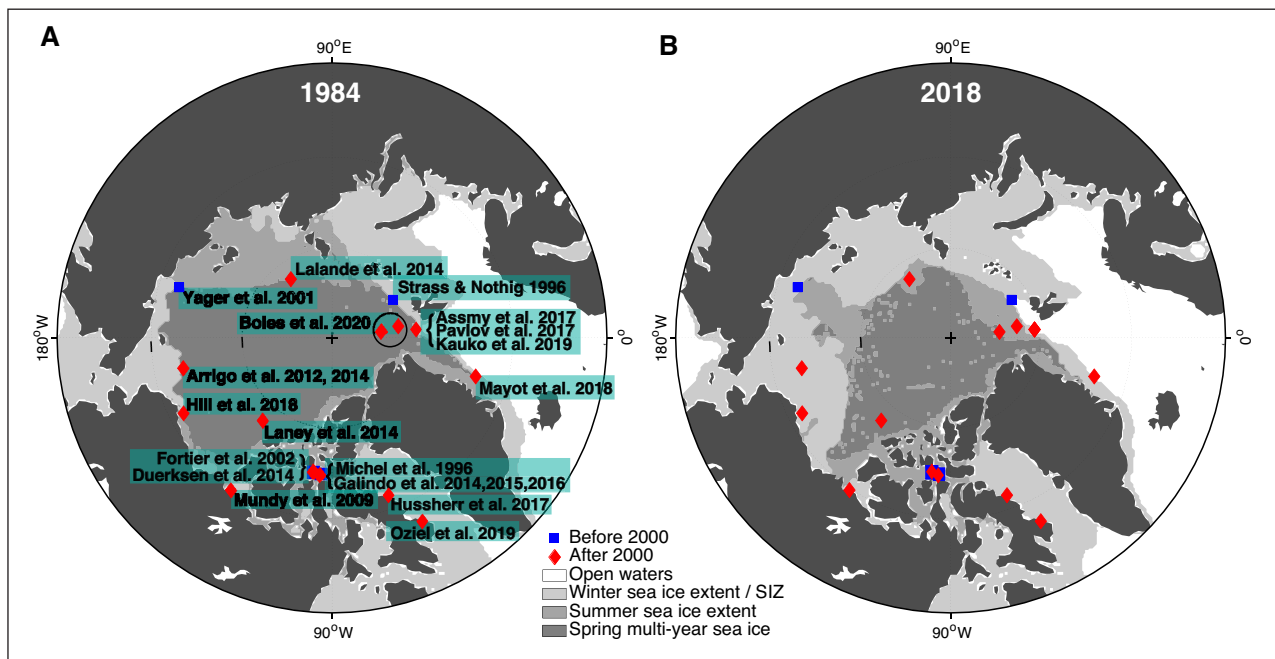 A
B
90°E
90°E
1984
2018
Lalande et al. 2014
Strass & Nothig 1996
Yager et al. 2001
Boles et al. 2020
Assmy et al. 2017
Pavlov et al. 2017
Kauko et al. 2019
180°W
0°
180°W
0°
Arrigo et al. 2012, 2014
Mayot et al. 2018
Hill et al. 2018
Laney et al. 2014
Fortier et al. 2002
Duerksen et al. 2014
Michel et al. 1996
Galindo et al. 2014,2015,2016
Mundy et al. 2009
Hussherr et al. 2017
Oziel et al. 2019
Before 2000
After 2000
Open waters
Winter sea ice extent / SIZ
Summer sea ice extent
Spring multi-year sea ice
90°W
90°W